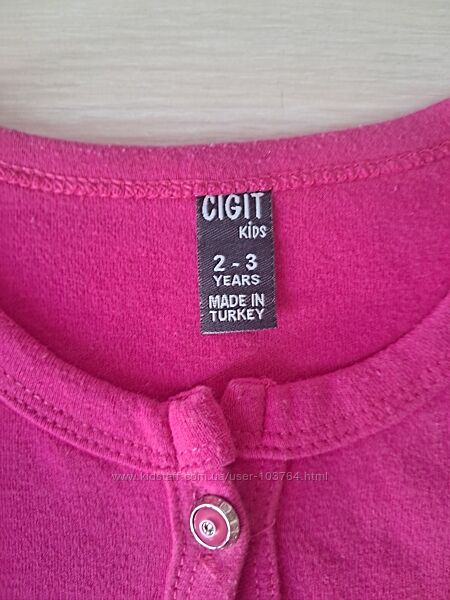 CIGIT
KiDS
2 - 3
YEARS
MADE IN
TURKEY
www.kidstaff.com.ua/user-103764.html